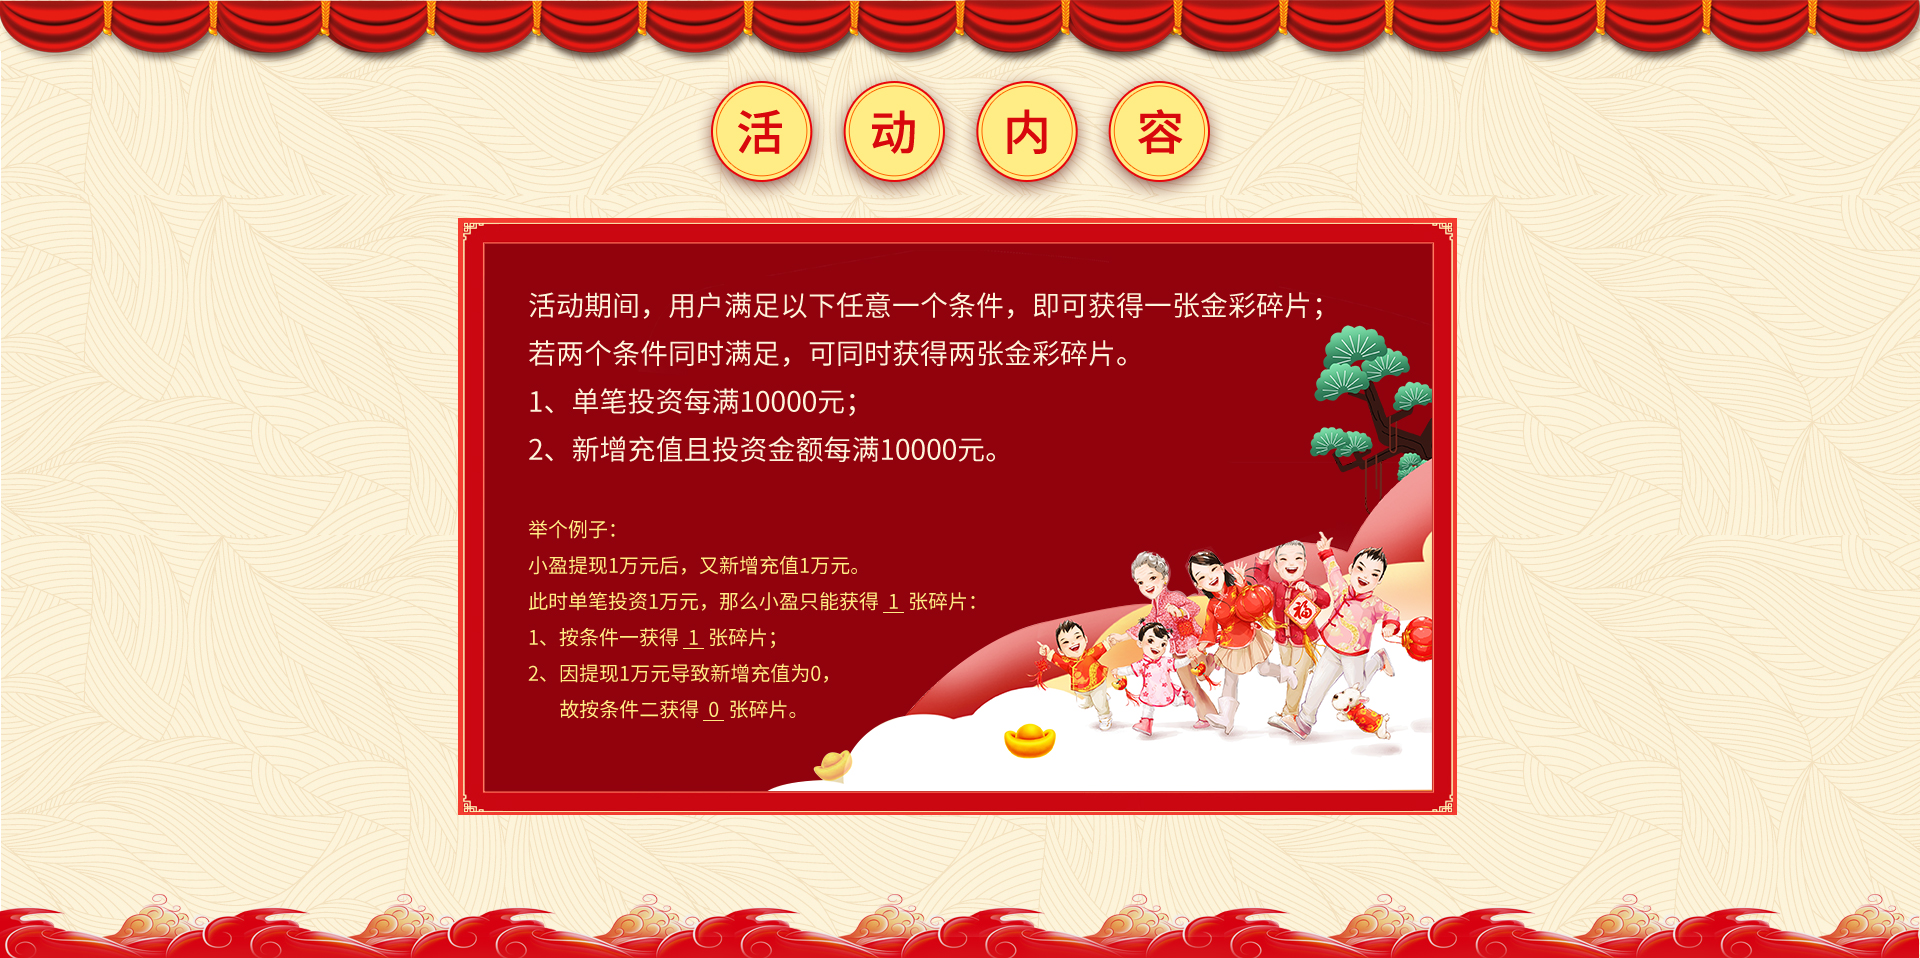 活动内容
活动期间，用户满足以下任意一个条件，即可获得一张金彩碎片；
若两个条件同时满足，可同时获得两张金彩碎片。
1、单笔投资每满10000元；
2、新增充值且投资金额每满10000元。
举个例子：
小盈提现1万元后，又新增充值1万元。
此时单笔投资1万元，那么小盈只能获得 1 张碎片：
1、按条件一获得 1 张碎片；
2、因提现1万元导致新增充值为0，
故按条件二获得 0 张碎片。
福